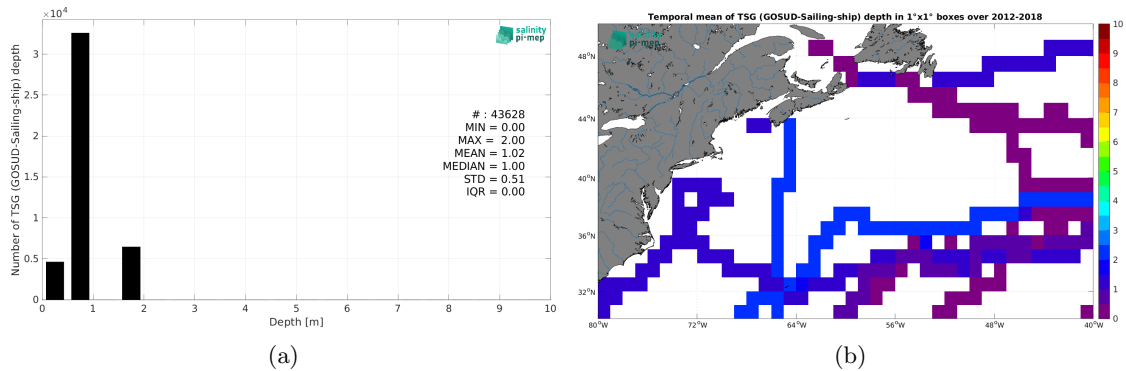 ×10⁴
salinity
pi-mep
Number of TSG (GOSUD-Sailing-ship) depth
3
2.5
2
1.5
1
0.5
0
# : 43628
MIN = 0.00
MAX = 2.00
MEAN = 1.02
MEDIAN = 1.00
STD = 0.51
IQR = 0.00
0 1 2 3 4 5 6 7 8 9 10
Depth [m]
(a)
Temporal mean of TSG (GOSUD-Sailing-ship) depth in 1°x1° boxes over 2012-2018
salinity
pi-mep
48°N
44°N
40°N
36°N
32°N
80°W 72°W 64°W 56°W 48°W 40°W
10
9
8
7
6
5
4
3
2
1
0
(b)